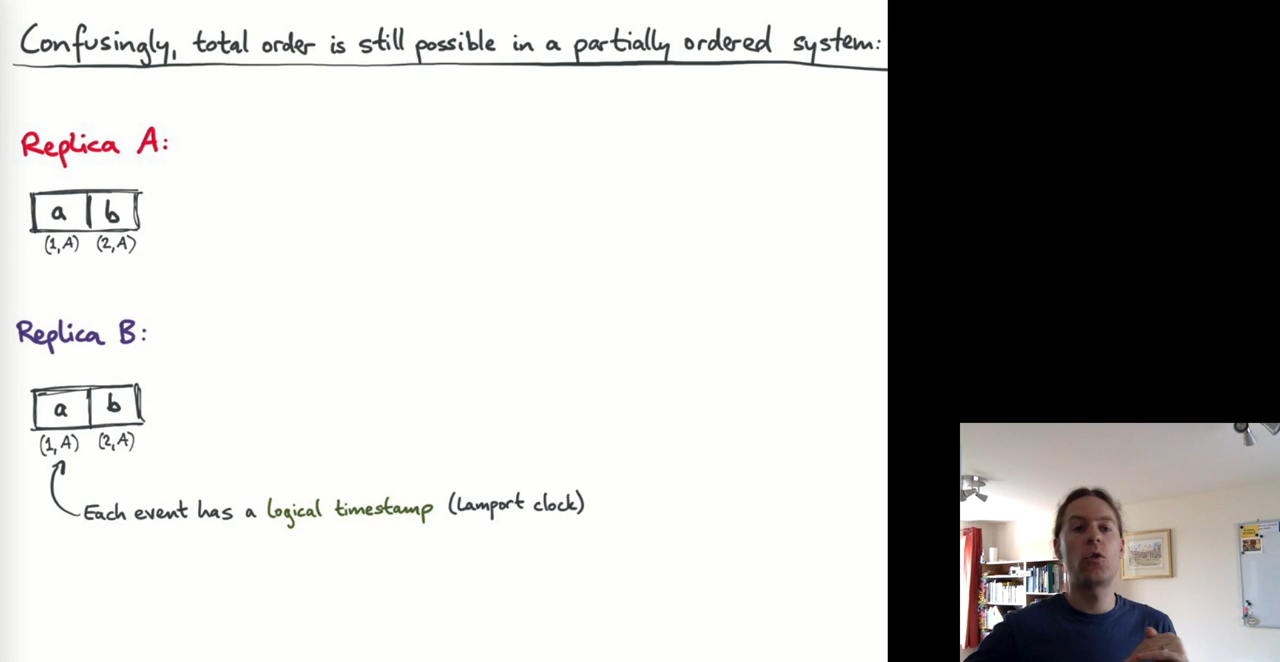 Confusingly, total order is still possible in a partially ordered system:
Replica A:
a b
(1,A) (2,A)
Replica B:
a b
(1,A) (2,A)
Each event has a logical timestamp (Lamport clock)